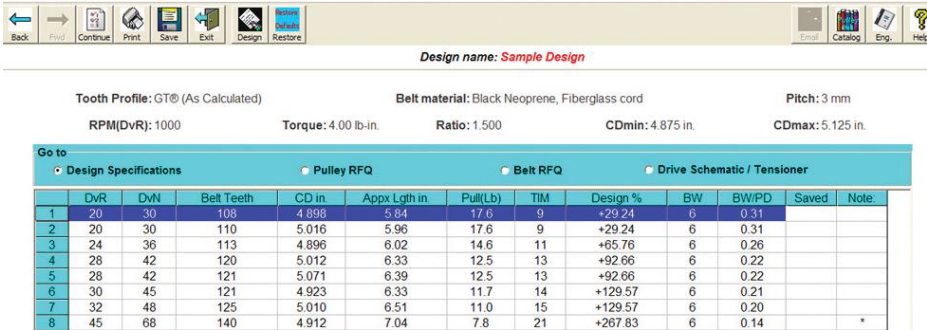 Restore Defaults
Back Fwd Continue Print Save Exit Design Restore Email Catalog Eng. Help
Design name: Sample Design
Tooth Profile: GT® (As Calculated) Belt material: Black Neoprene, Fiberglass cord Pitch: 3 mm
RPM(DvR): 1000 Torque: 4.00 lb-in. Ratio: 1.500 CDmin: 4.875 in. CDmax: 5.125 in.
Go to
Design Specifications Pulley RFQ Belt RFQ Drive Schematic / Tensioner
DvR DvN Belt Teeth CD in. Appx Lgth in. Pull(Lb) TIM Design % BW BW/PD Saved Note:
1 20 30 108 4.898 5.84 17.6 9 +29.24 6 0.31
2 20 30 110 5.016 5.96 17.6 9 +29.24 6 0.31
3 24 36 113 4.896 6.02 14.6 11 +65.76 6 0.26
4 28 42 120 5.012 6.33 12.5 13 +92.66 6 0.22
5 28 42 121 5.071 6.39 12.5 13 +92.66 6 0.22
6 30 45 121 4.923 6.33 11.7 14 +129.57 6 0.21
7 32 48 125 5.010 6.51 11.0 15 +129.57 6 0.20
8 45 68 140 4.912 7.04 7.8 21 +267.83 6 0.14 *